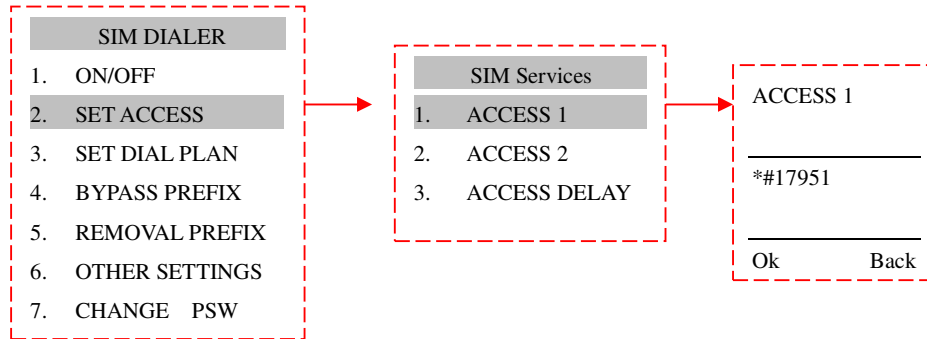 SIM DIALER
1. ON/OFF
2. SET ACCESS
3. SET DIAL PLAN
4. BYPASS PREFIX
5. REMOVAL PREFIX
6. OTHER SETTINGS
7. CHANGE PSW
SIM Services
1. ACCESS 1
2. ACCESS 2
3. ACCESS DELAY
ACCESS 1
*#17951
Ok Back